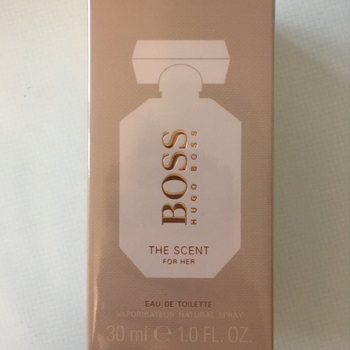 BOSS
HUGO BOSS
THE SCENT
FOR HER
EAU DE TOILETTE
VAPORISATEUR NATURAL SPRAY
30 ml ℮ 1.0 FL. OZ.